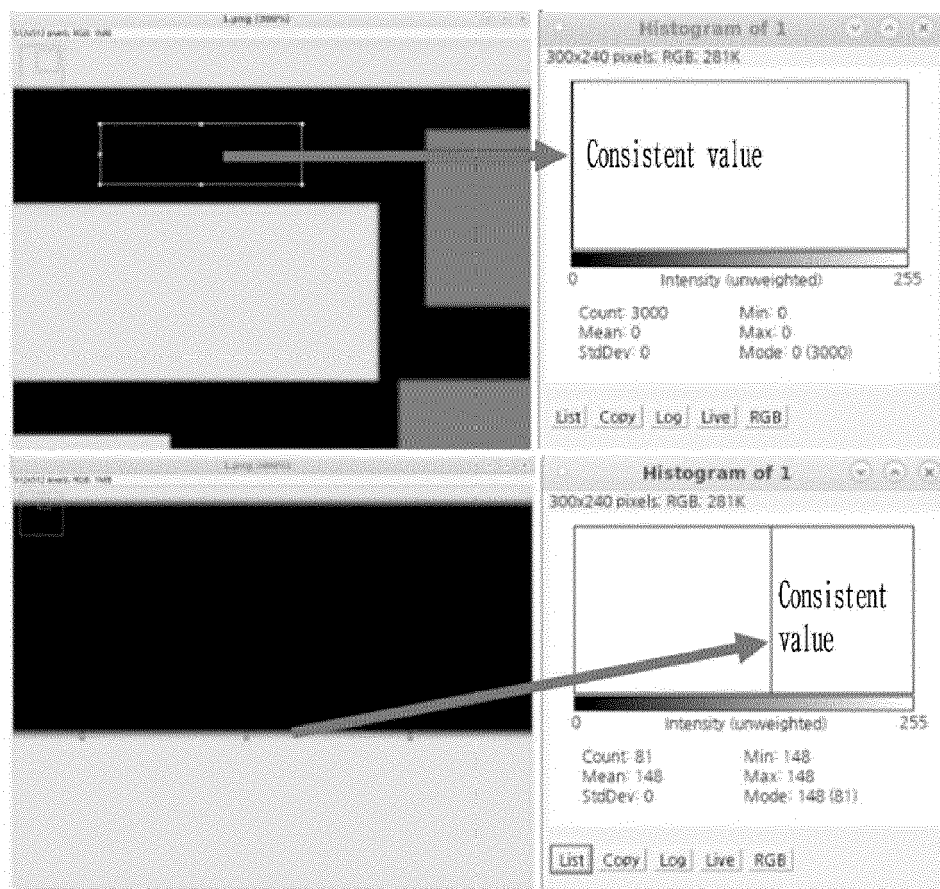 1.png (300%)
Histogram of 1
300x240 pixels; RGB; 281K
Consistent value
0
Intensity (unweighted)
255
Count: 3000
Min: 0
Mean: 0
Max: 0
StdDev: 0
Mode: 0 (3000)
List
Copy
Log
Live
RGB
Histogram of 1
300x240 pixels; RGB; 281K
Consistent
value
0
Intensity (unweighted)
255
Count: 81
Min: 148
Mean: 148
Max: 148
StdDev: 0
Mode: 148 (81)
List
Copy
Log
Live
RGB